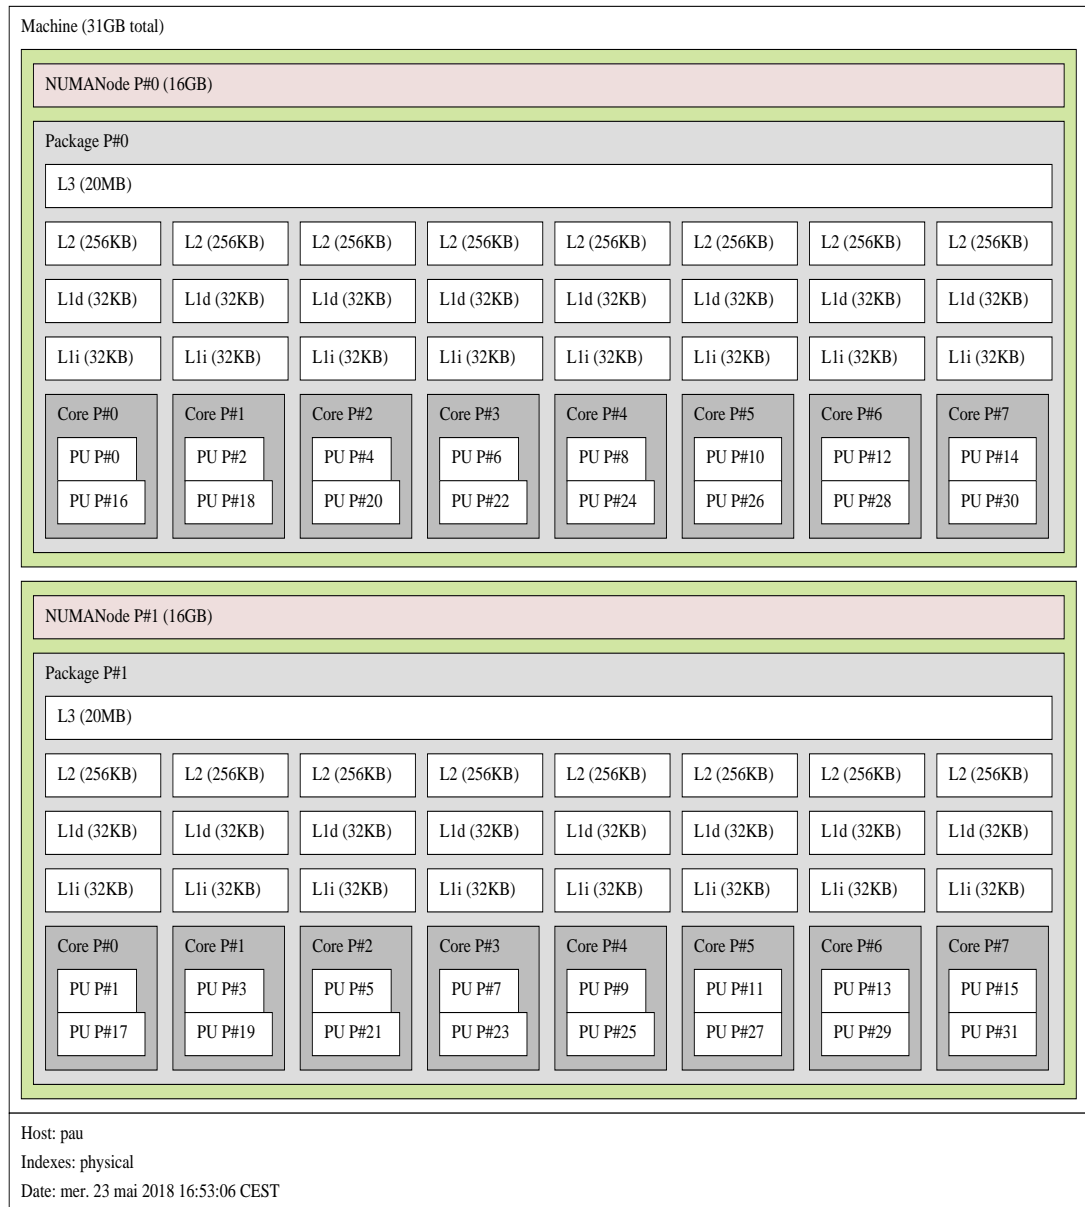 Machine (31GB total)
NUMANode P#0 (16GB)
Package P#0
L3 (20MB)
L2 (256KB) L2 (256KB) L2 (256KB) L2 (256KB) L2 (256KB) L2 (256KB) L2 (256KB) L2 (256KB)
L1d (32KB) L1d (32KB) L1d (32KB) L1d (32KB) L1d (32KB) L1d (32KB) L1d (32KB) L1d (32KB)
L1i (32KB) L1i (32KB) L1i (32KB) L1i (32KB) L1i (32KB) L1i (32KB) L1i (32KB) L1i (32KB)
Core P#0 Core P#1 Core P#2 Core P#3 Core P#4 Core P#5 Core P#6 Core P#7
PU P#0 PU P#2 PU P#4 PU P#6 PU P#8 PU P#10 PU P#12 PU P#14
PU P#16 PU P#18 PU P#20 PU P#22 PU P#24 PU P#26 PU P#28 PU P#30
NUMANode P#1 (16GB)
Package P#1
L3 (20MB)
L2 (256KB) L2 (256KB) L2 (256KB) L2 (256KB) L2 (256KB) L2 (256KB) L2 (256KB) L2 (256KB)
L1d (32KB) L1d (32KB) L1d (32KB) L1d (32KB) L1d (32KB) L1d (32KB) L1d (32KB) L1d (32KB)
L1i (32KB) L1i (32KB) L1i (32KB) L1i (32KB) L1i (32KB) L1i (32KB) L1i (32KB) L1i (32KB)
Core P#0 Core P#1 Core P#2 Core P#3 Core P#4 Core P#5 Core P#6 Core P#7
PU P#1 PU P#3 PU P#5 PU P#7 PU P#9 PU P#11 PU P#13 PU P#15
PU P#17 PU P#19 PU P#21 PU P#23 PU P#25 PU P#27 PU P#29 PU P#31
Host: pau
Indexes: physical
Date: mer. 23 mai 2018 16:53:06 CEST